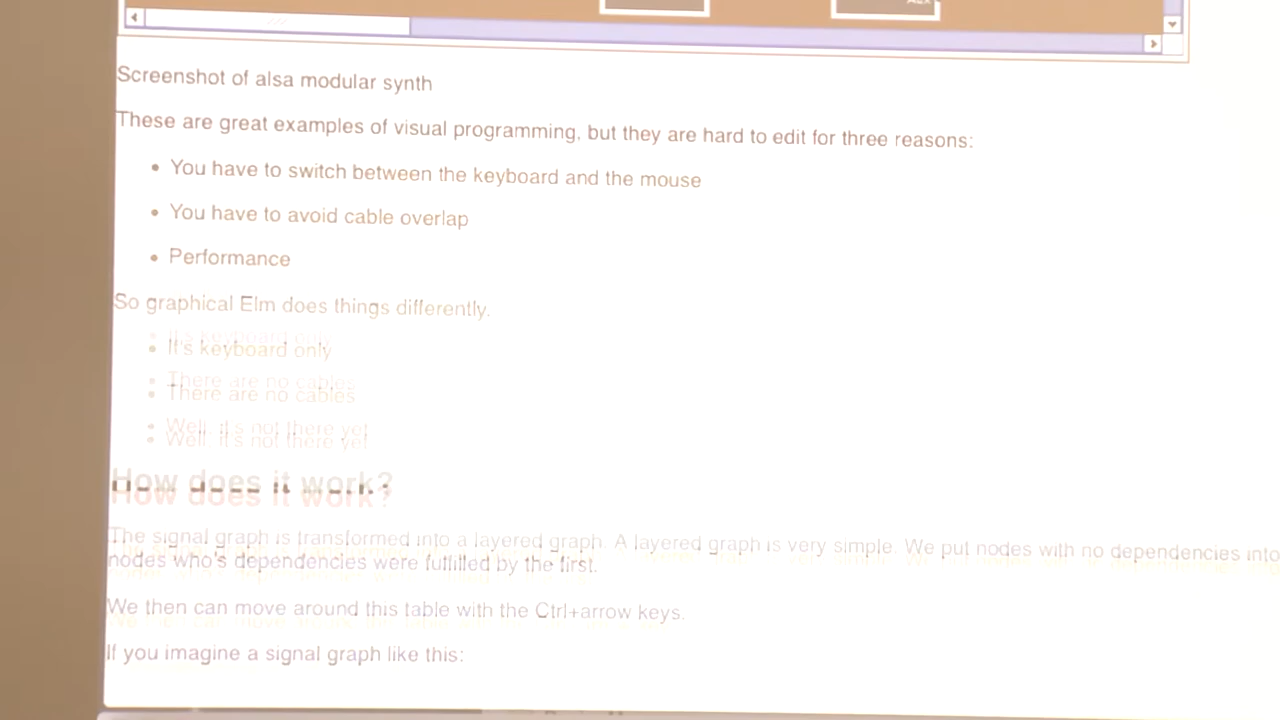 Screenshot of alsa modular synth
These are great examples of visual programming, but they are hard to edit for three reasons:
• You have to switch between the keyboard and the mouse
• You have to avoid cable overlap
• Performance
So graphical Elm does things differently.
• It's keyboard only
• There are no cables
• Well, it's not there yet
How does it work?
The signal graph is transformed into a layered graph. A layered graph is very simple. We put nodes with no dependencies into
nodes who's dependencies were fulfilled by the first.
We then can move around this table with the Ctrl+arrow keys.
If you imagine a signal graph like this: